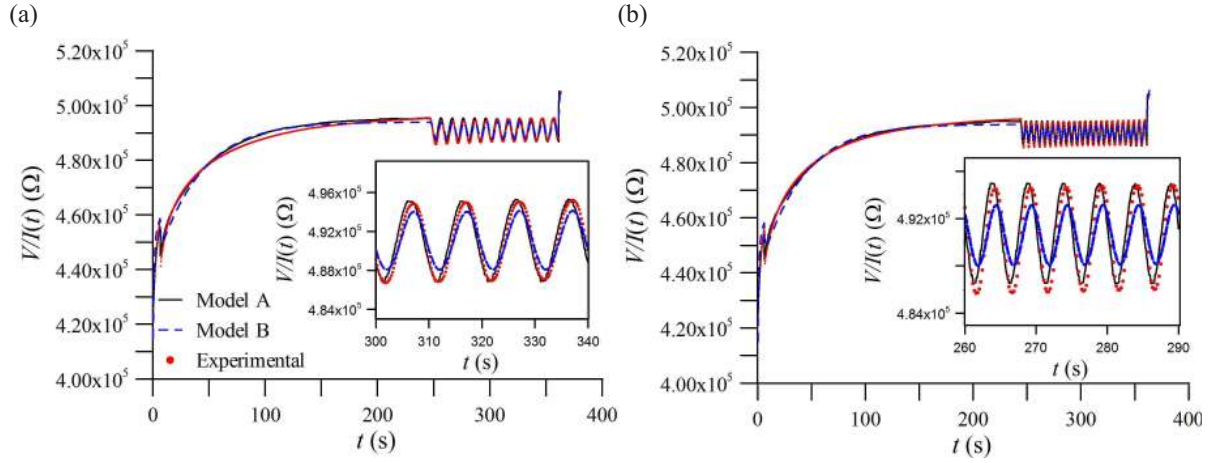 (a)
5.20x10⁵
5.00x10⁵
4.80x10⁵
4.60x10⁵
4.40x10⁵
4.20x10⁵
4.00x10⁵
V/I(t) (Ω)
0
100
200
300
400
t (s)
Model A
Model B
Experimental
4.96x10⁵
4.92x10⁵
4.88x10⁵
4.84x10⁵
V/I(t) (Ω)
300
310
320
330
340
t (s)
(b)
5.20x10⁵
5.00x10⁵
4.80x10⁵
4.60x10⁵
4.40x10⁵
4.20x10⁵
4.00x10⁵
V/I(t) (Ω)
0
100
200
300
400
t (s)
4.92x10⁵
4.84x10⁵
V/I(t) (Ω)
260
270
280
290
t (s)